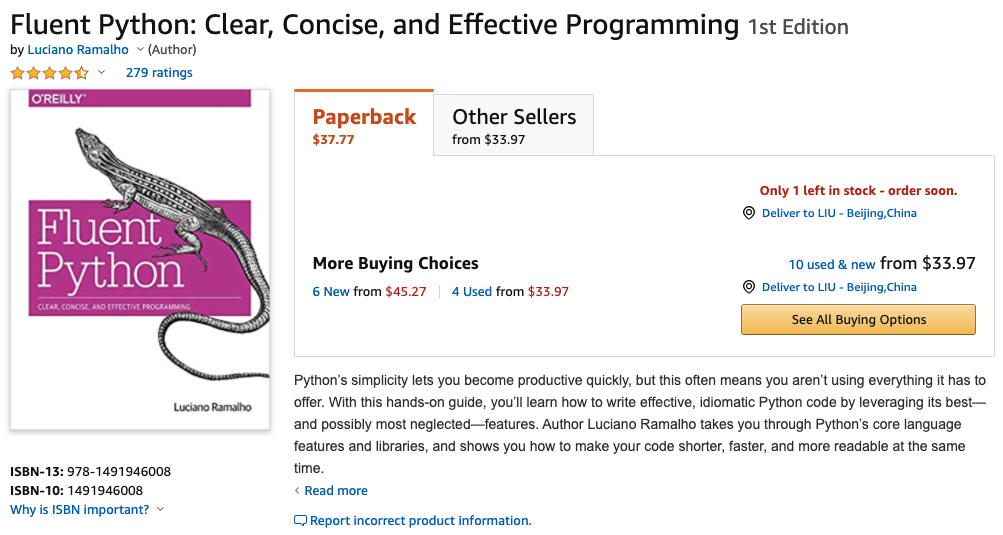 Fluent Python: Clear, Concise, and Effective Programming 1st Edition
by Luciano Ramalho (Author)
279 ratings
O'REILLY®
Fluent
Python
CLEAR, CONCISE, AND EFFECTIVE PROGRAMMING
Luciano Ramalho
ISBN-13: 978-1491946008
ISBN-10: 1491946008
Why is ISBN important?
Paperback
$37.77
Other Sellers
from $33.97
Only 1 left in stock - order soon.
Deliver to LIU - Beijing,China
More Buying Choices
6 New from $45.27 | 4 Used from $33.97
10 used & new from $33.97
Deliver to LIU - Beijing,China
See All Buying Options
Python’s simplicity lets you become productive quickly, but this often means you aren’t using everything it has to
offer. With this hands-on guide, you’ll learn how to write effective, idiomatic Python code by leveraging its best—
and possibly most neglected—features. Author Luciano Ramalho takes you through Python’s core language
features and libraries, and shows you how to make your code shorter, faster, and more readable at the same
time.
‹ Read more
Report incorrect product information.